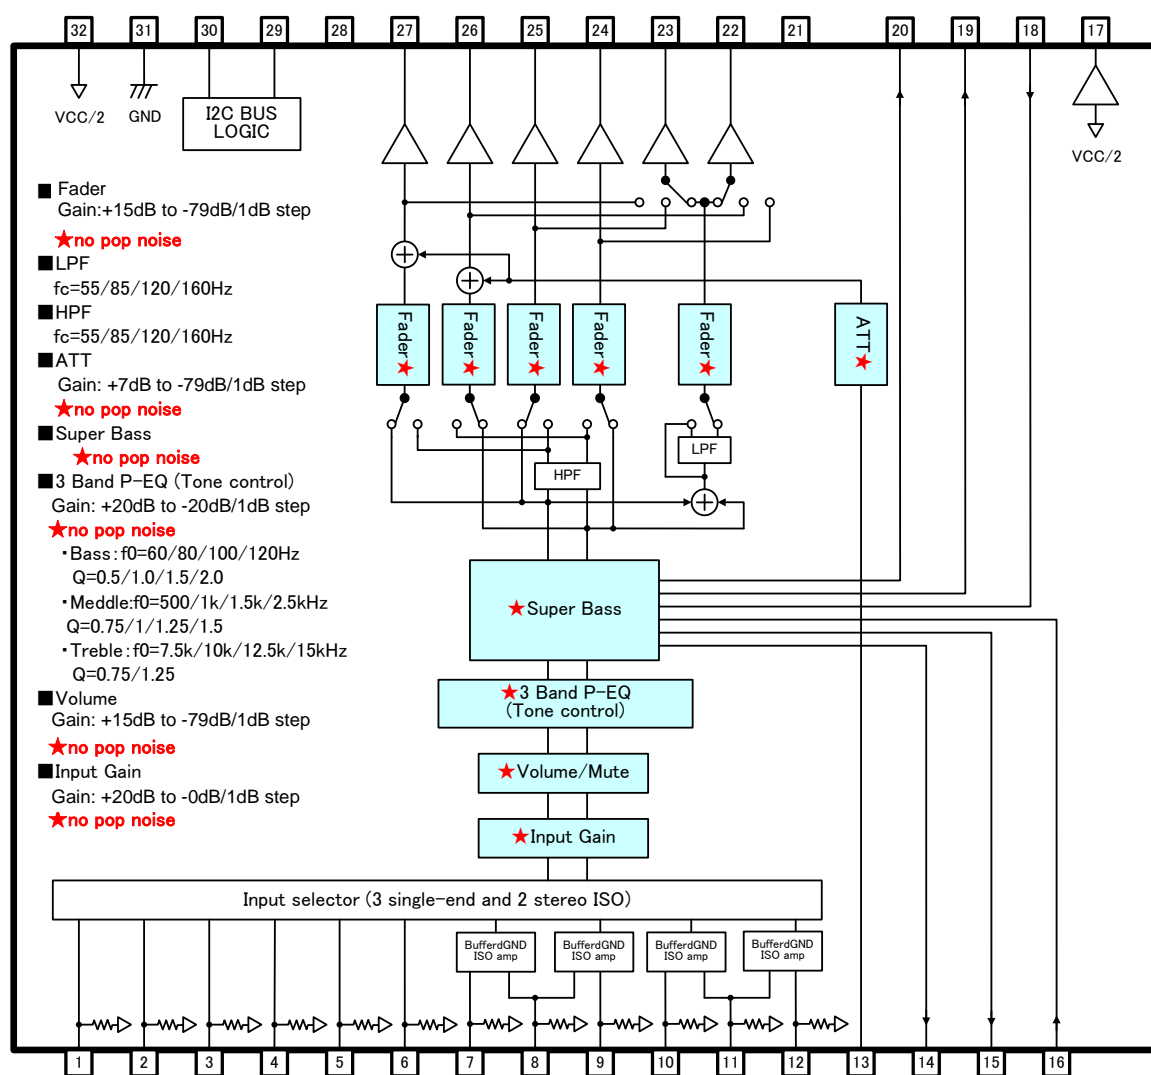 32 31 30 29 28 27 26 25 24 23 22 21 20 19 18 17
VCC/2
GND
I2C BUS
LOGIC
VCC/2
■ Fader
Gain:+15dB to -79dB/1dB step
★no pop noise
■LPF
fc=55/85/120/160Hz
■HPF
fc=55/85/120/160Hz
■ATT
Gain: +7dB to -79dB/1dB step
★no pop noise
■Super Bass
★no pop noise
■3 Band P-EQ (Tone control)
Gain: +20dB to -20dB/1dB step
★no pop noise
・Bass:f0=60/80/100/120Hz
Q=0.5/1.0/1.5/2.0
・Meddle:f0=500/1k/1.5k/2.5kHz
Q=0.75/1/1.25/1.5
・Treble:f0=7.5k/10k/12.5k/15kHz
Q=0.75/1.25
■Volume
Gain: +15dB to -79dB/1dB step
★no pop noise
■Input Gain
Gain: +20dB to -0dB/1dB step
★no pop noise
Fader★
Fader★
Fader★
Fader★
Fader★
ATT★
HPF
LPF
★Super Bass
★3 Band P-EQ
(Tone control)
★Volume/Mute
★Input Gain
Input selector (3 single-end and 2 stereo ISO)
BufferdGND
ISO amp
BufferdGND
ISO amp
BufferdGND
ISO amp
BufferdGND
ISO amp
1 2 3 4 5 6 7 8 9 10 11 12 13 14 15 16